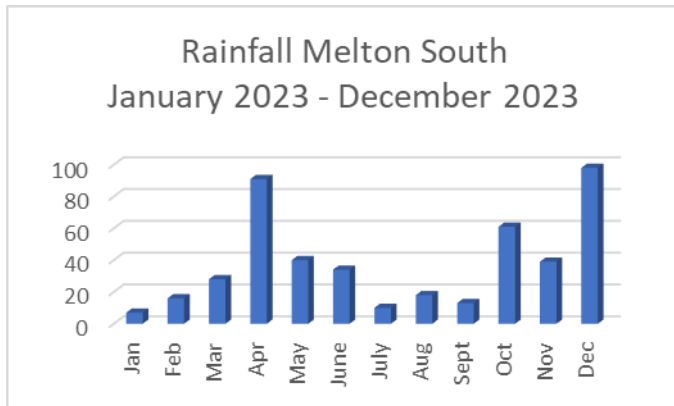 Rainfall Melton South
January 2023 - December 2023
100
80
60
40
20
0
Jan
Feb
Mar
Apr
May
June
July
Aug
Sept
Oct
Nov
Dec